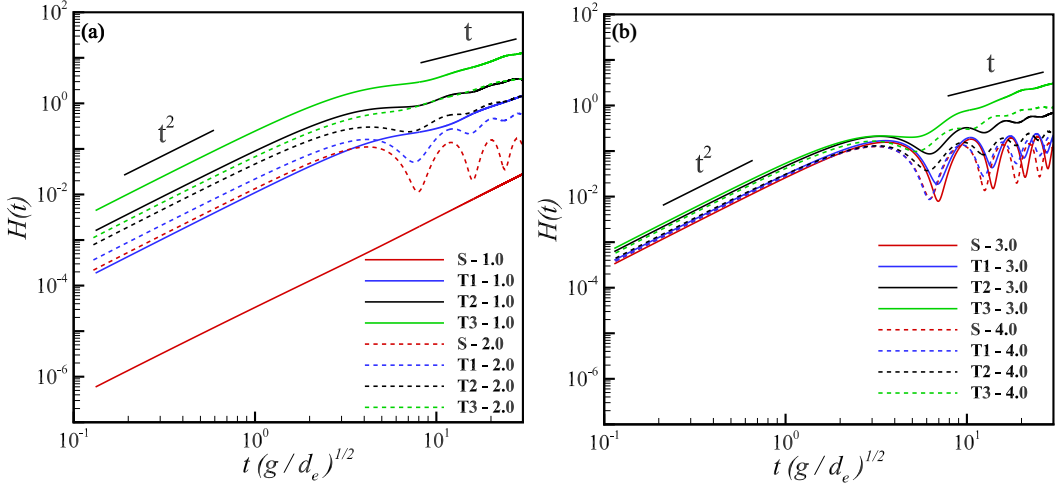 (a)
t
t²
H(t)
10²
10⁰
10⁻²
10⁻⁴
10⁻⁶
S - 1.0
T1 - 1.0
T2 - 1.0
T3 - 1.0
S - 2.0
T1 - 2.0
T2 - 2.0
T3 - 2.0
10⁻¹
10⁰
10¹
t (g / dₑ)^1/2
(b)
t
t²
H(t)
10²
10⁰
10⁻²
10⁻⁴
10⁻⁶
S - 3.0
T1 - 3.0
T2 - 3.0
T3 - 3.0
S - 4.0
T1 - 4.0
T2 - 4.0
T3 - 4.0
10⁻¹
10⁰
10¹
t (g / dₑ)^1/2